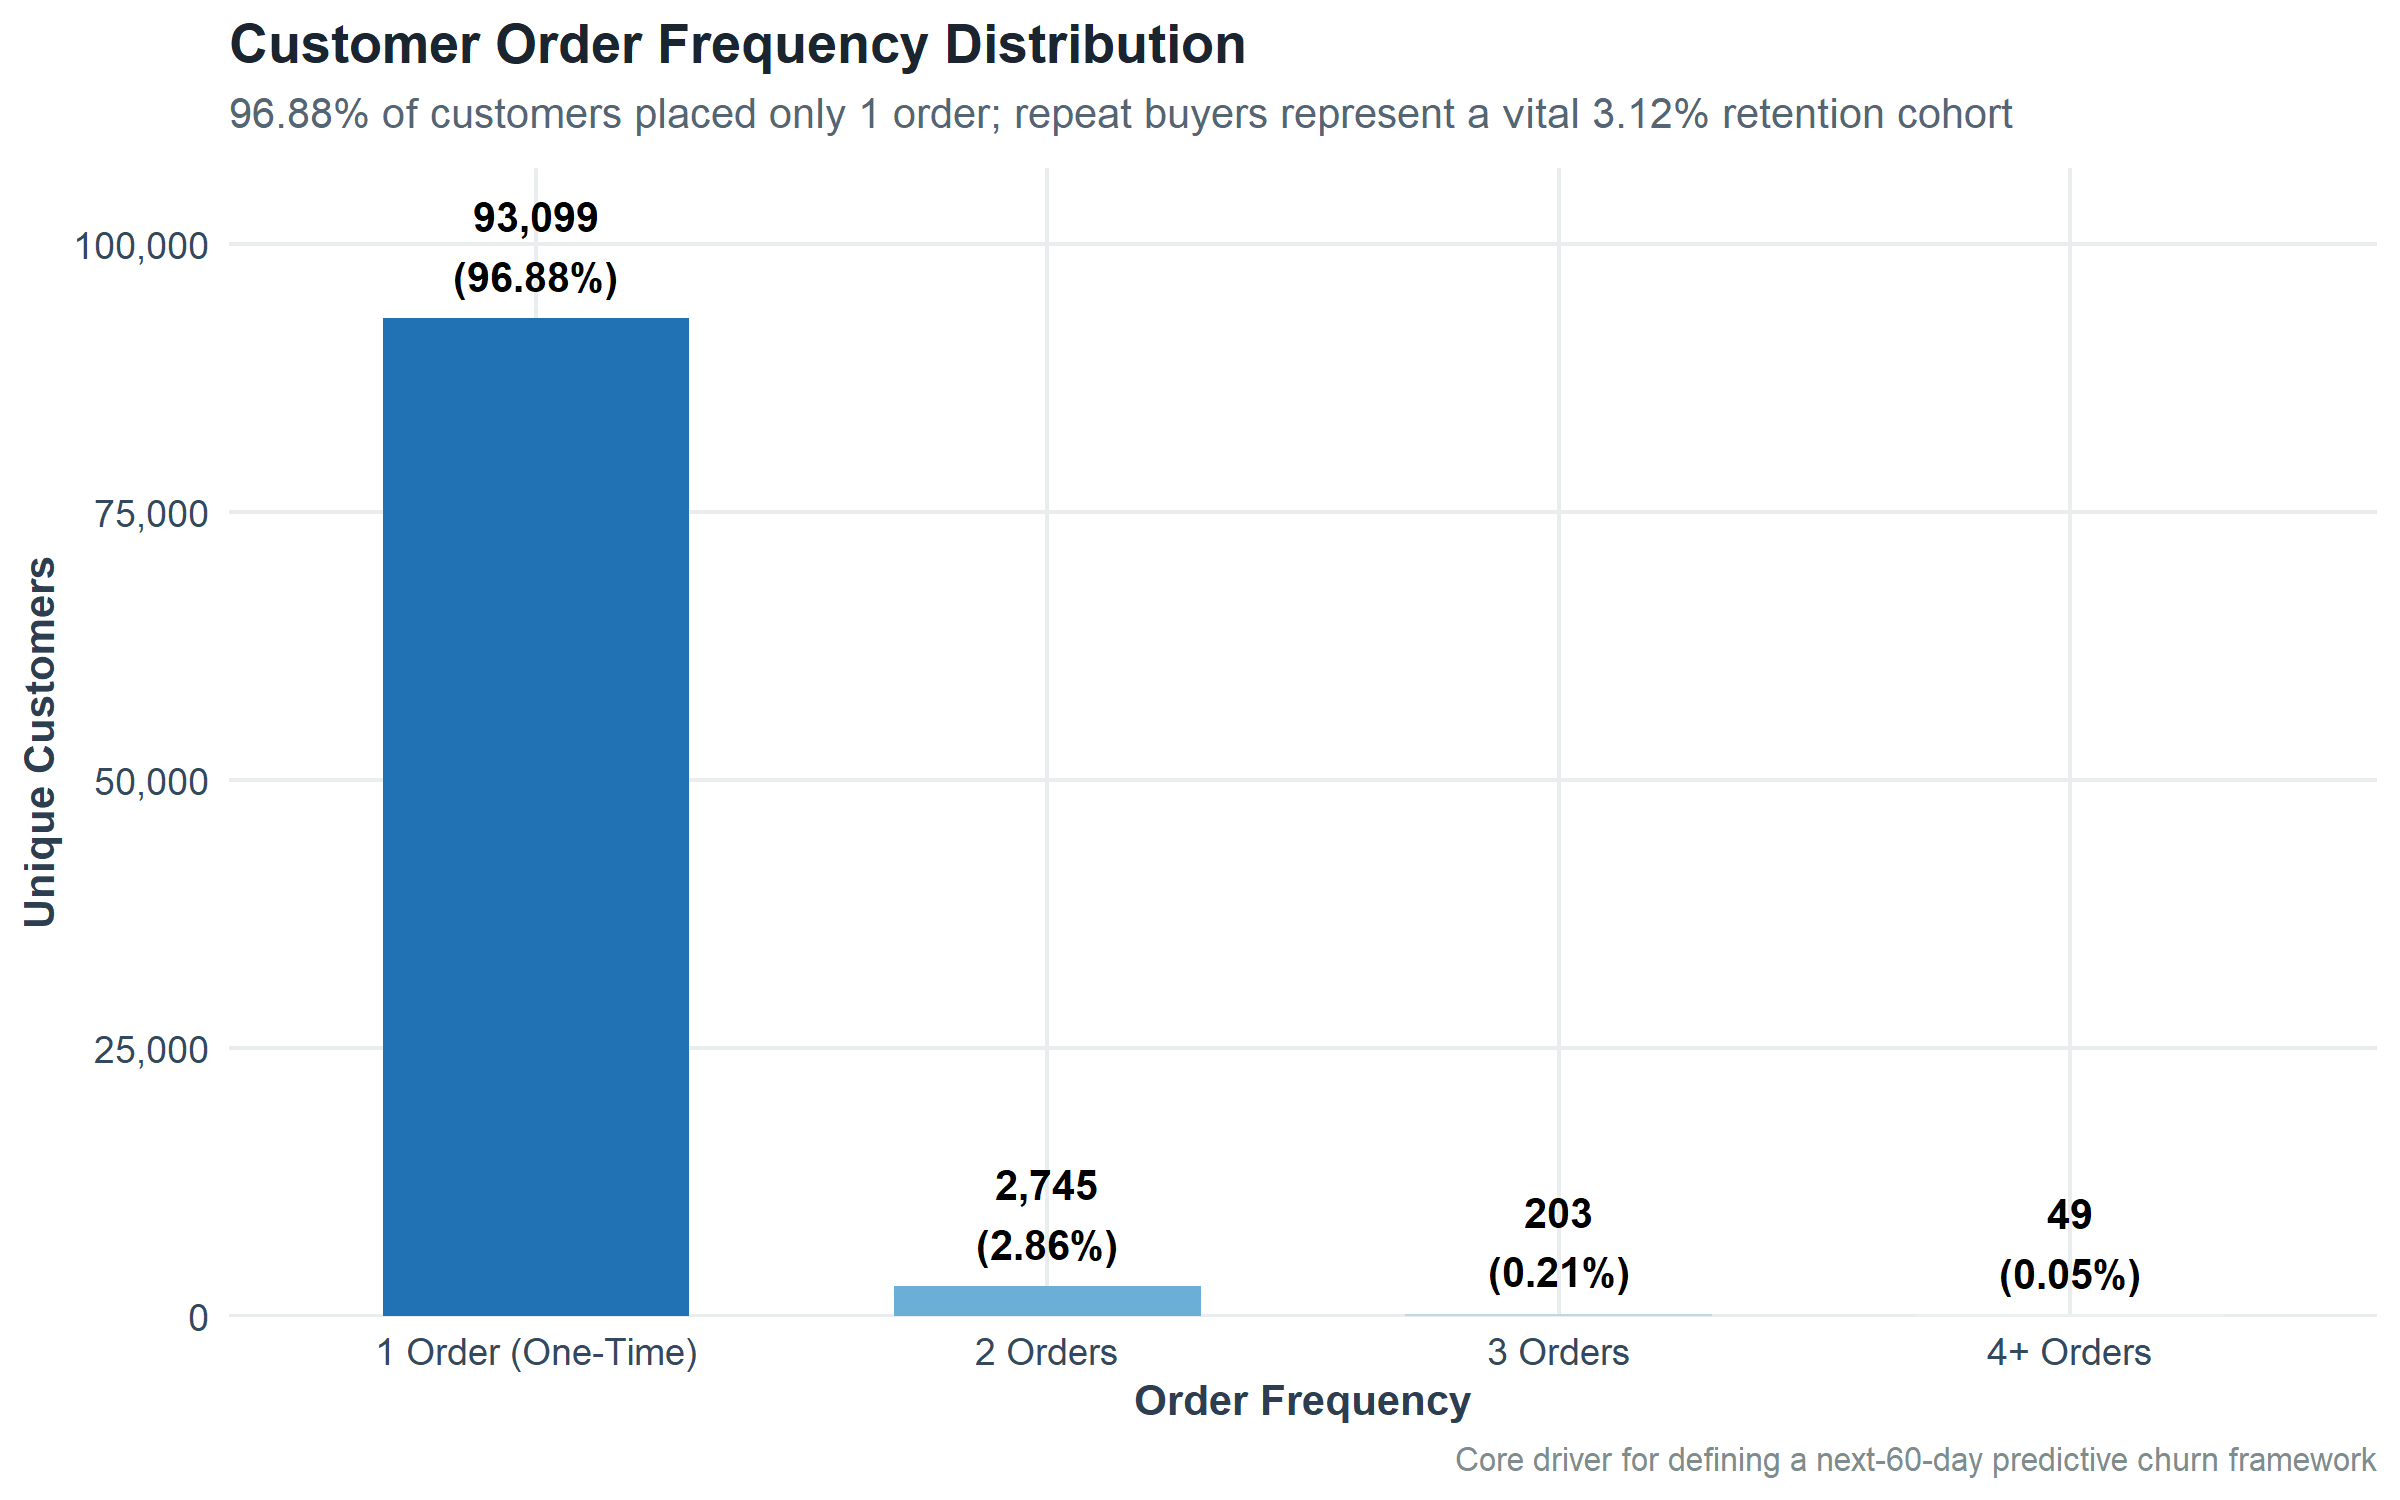 Customer Order Frequency Distribution
96.88% of customers placed only 1 order; repeat buyers represent a vital 3.12% retention cohort
93,099
(96.88%)
2,745
(2.86%)
203
(0.21%)
49
(0.05%)
100,000
75,000
50,000
25,000
0
Unique Customers
1 Order (One-Time)
2 Orders
3 Orders
4+ Orders
Order Frequency
Core driver for defining a next-60-day predictive churn framework